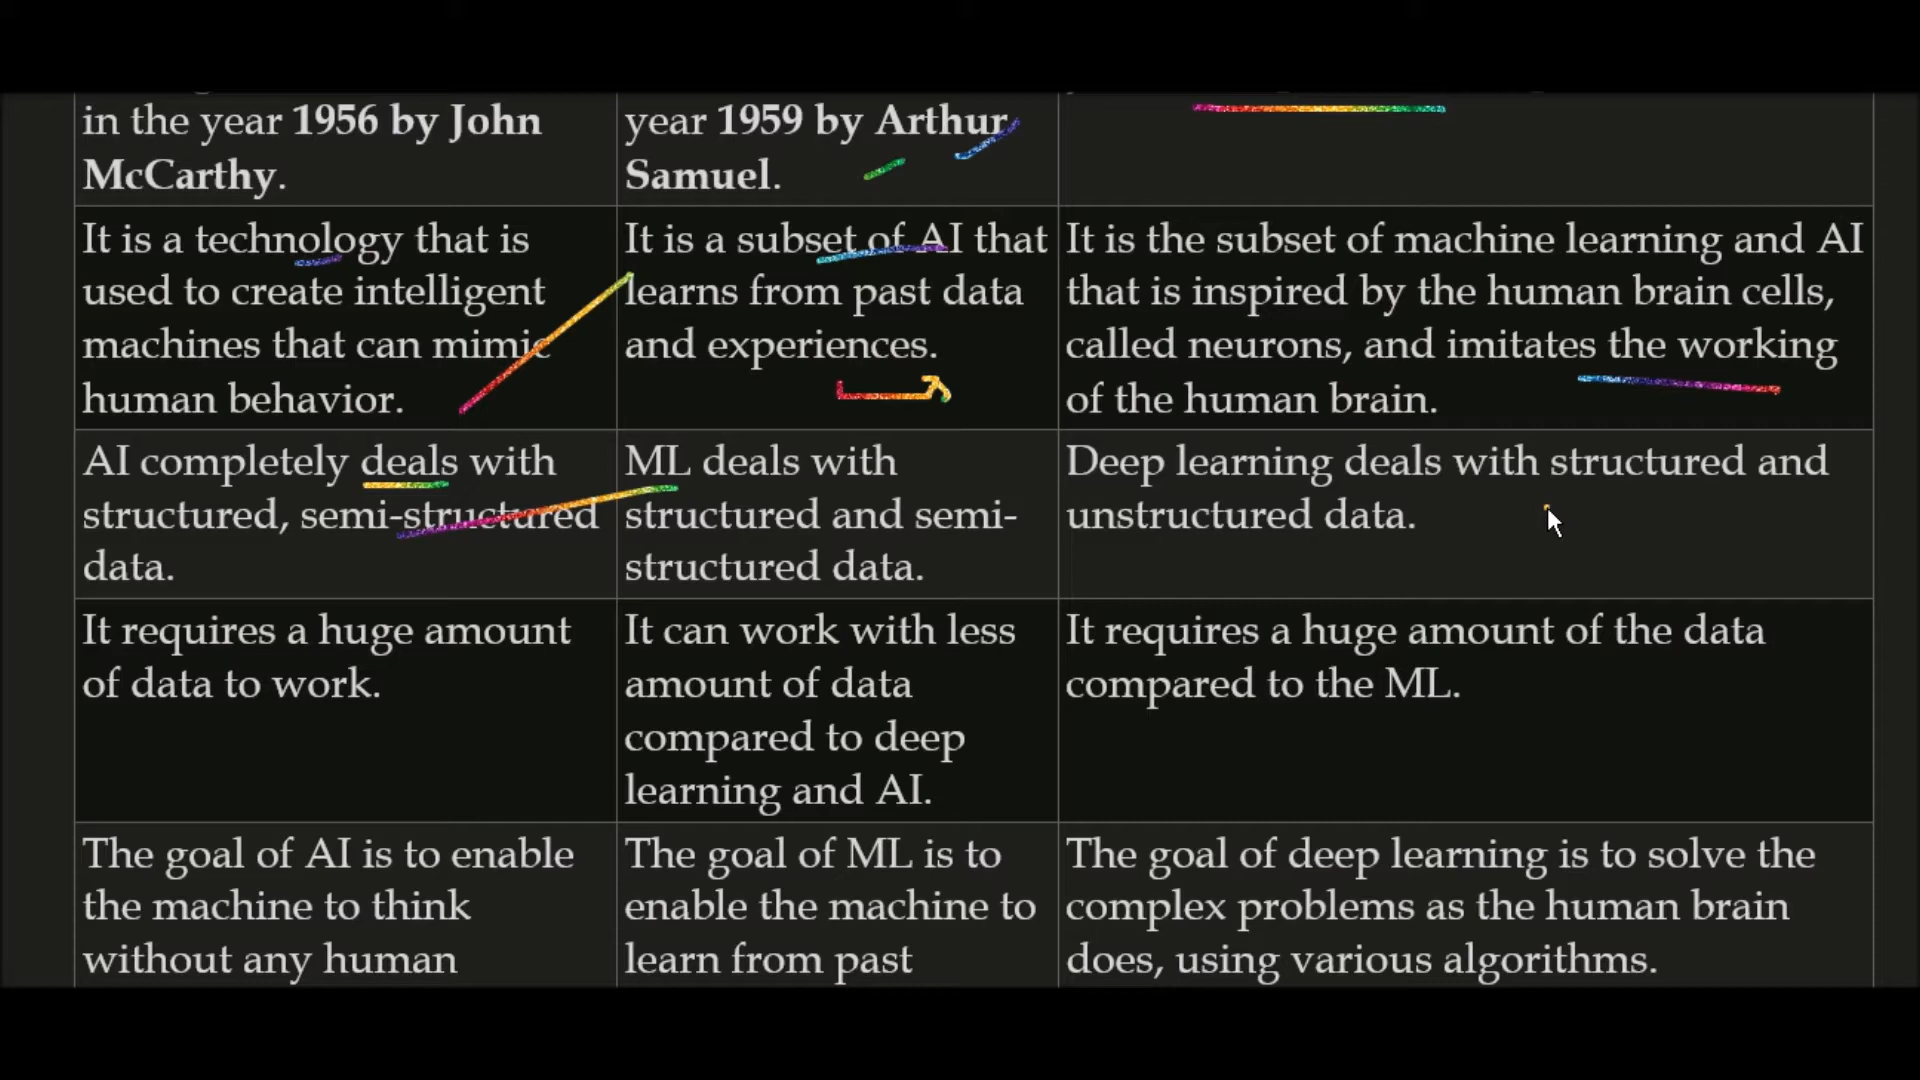 in the year 1956 by John
McCarthy.
year 1959 by Arthur
Samuel.
It is a technology that is
used to create intelligent
machines that can mimic
human behavior.
It is a subset of AI that
learns from past data
and experiences.
It is the subset of machine learning and AI
that is inspired by the human brain cells,
called neurons, and imitates the working
of the human brain.
AI completely deals with
structured, semi-structured
data.
ML deals with
structured and semi-
structured data.
Deep learning deals with structured and
unstructured data.
It requires a huge amount
of data to work.
It can work with less
amount of data
compared to deep
learning and AI.
It requires a huge amount of the data
compared to the ML.
The goal of AI is to enable
the machine to think
without any human
The goal of ML is to
enable the machine to
learn from past
The goal of deep learning is to solve the
complex problems as the human brain
does, using various algorithms.